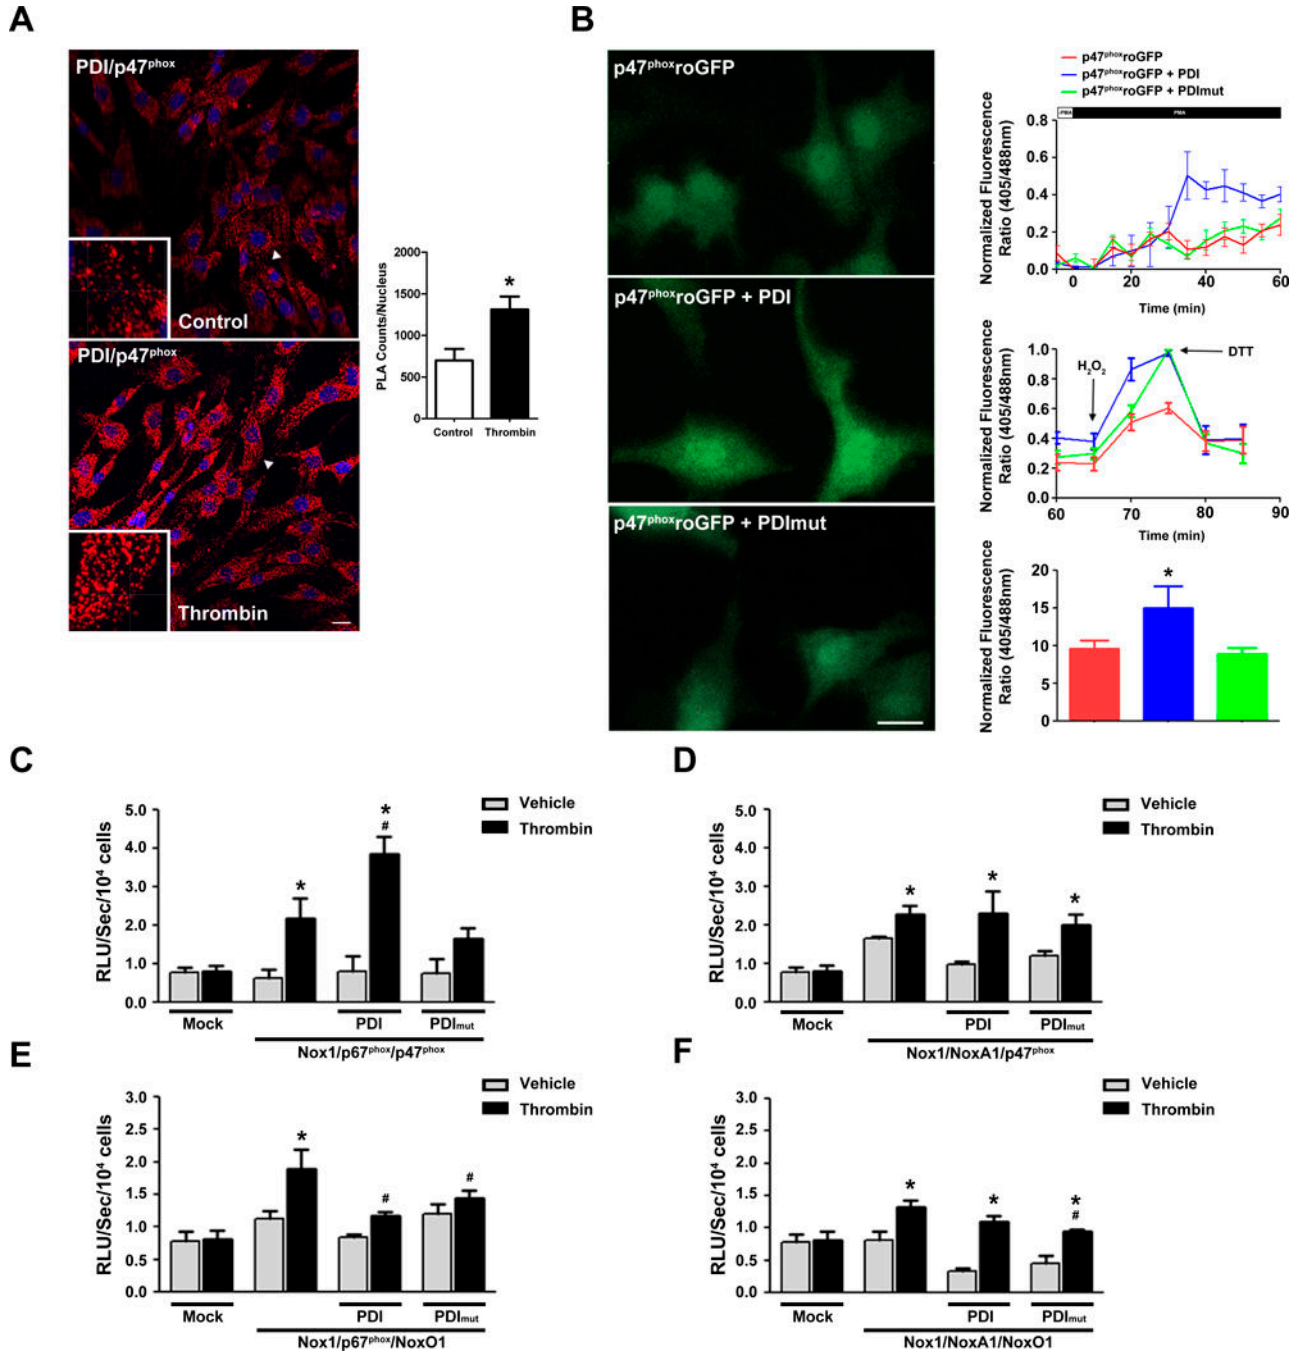 A
PDI/p47phox
Control
PDI/p47phox
Thrombin
PLA Counts/Nucleus
2000
1500
1000
500
0
*
Control Thrombin
B
p47phoxroGFP
p47phoxroGFP + PDI
p47phoxroGFP + PDImut
p47phoxroGFP
p47phoxroGFP + PDI
p47phoxroGFP + PDImut
PMA
Normalized Fluorescence
Ratio (405/488nm)
0.8
0.6
0.4
0.2
0.0
0 20 40 60
Time (min)
Normalized Fluorescence
Ratio (405/488nm)
1.0
0.8
0.6
0.4
0.2
0.0
H2O2
DTT
60 70 80 90
Time (min)
Normalized Fluorescence
Ratio (405/488nm)
20
15
10
5
0
*
C
RLU/Sec/10⁴ cells
5.0
4.0
3.0
2.0
1.0
0.0
Vehicle
Thrombin
*
*
#
Mock PDI PDImut
Nox1/p67phox/p47phox
D
RLU/Sec/10⁴ cells
5.0
4.0
3.0
2.0
1.0
0.0
Vehicle
Thrombin
* * *
Mock PDI PDImut
Nox1/NoxA1/p47phox
E
RLU/Sec/10⁴ cells
3.0
2.5
2.0
1.5
1.0
0.5
0.0
Vehicle
Thrombin
* # #
Mock PDI PDImut
Nox1/p67phox/NoxO1
F
RLU/Sec/10⁴ cells
3.0
2.5
2.0
1.5
1.0
0.5
0.0
Vehicle
Thrombin
* * *
#
Mock PDI PDImut
Nox1/NoxA1/NoxO1